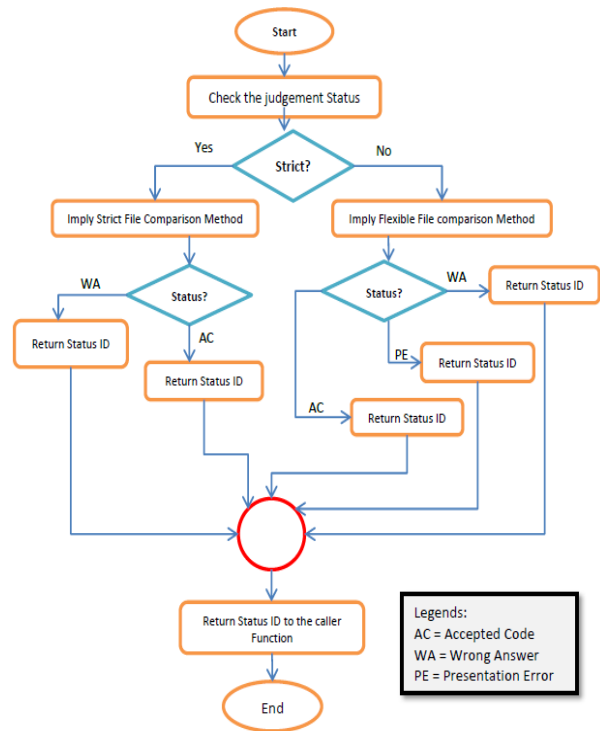 Start
Check the judgement Status
Yes
Strict?
No
Imply Strict File Comparison Method
Imply Flexible File comparison Method
WA
Status?
Status?
WA
Return Status ID
Return Status ID
AC
Return Status ID
PE
Return Status ID
AC
Return Status ID
Return Status ID to the caller
Function
End
Legends:
AC = Accepted Code
WA = Wrong Answer
PE = Presentation Error